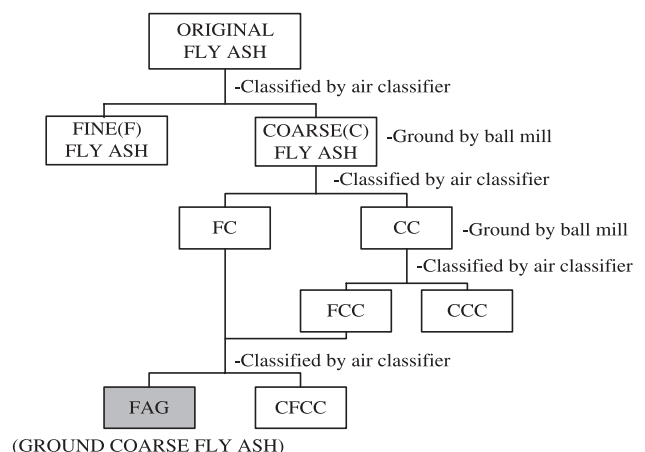 ORIGINAL
FLY ASH
-Classified by air classifier
FINE(F)
FLY ASH
COARSE(C)
FLY ASH
-Ground by ball mill
-Classified by air classifier
FC
CC
-Ground by ball mill
-Classified by air classifier
FCC
CCC
-Classified by air classifier
FAG
CFCC
(GROUND COARSE FLY ASH)